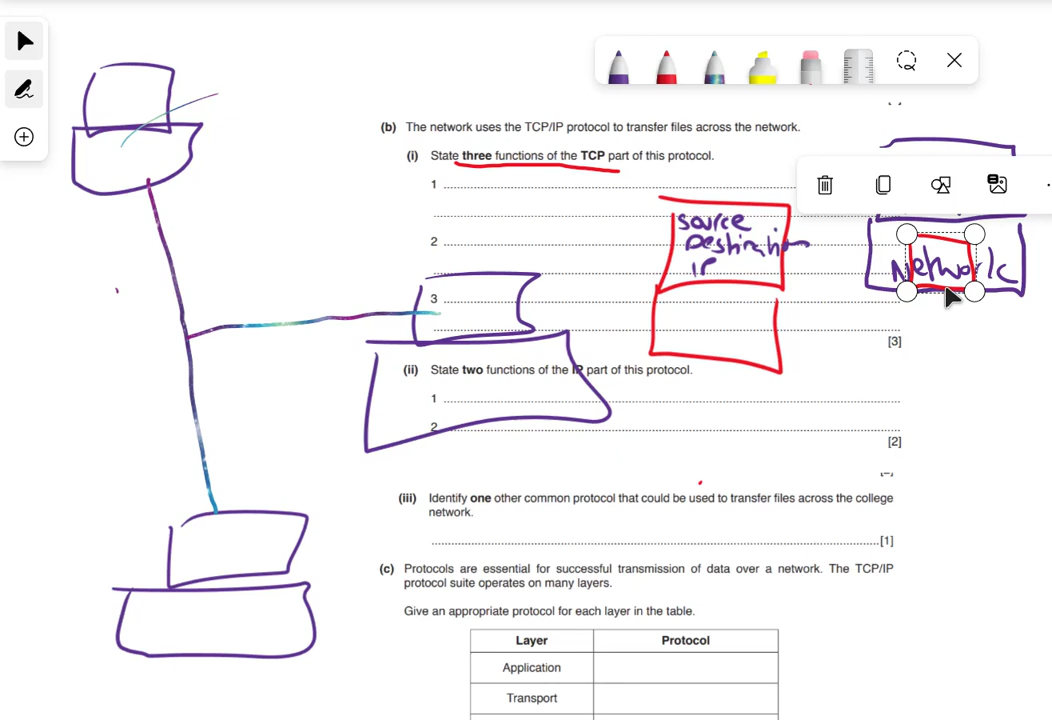 (b) The network uses the TCP/IP protocol to transfer files across the network.
(i) State three functions of the TCP part of this protocol.
1
2
3
[3]
source
Destination
IP
Network
(ii) State two functions of the IP part of this protocol.
1
2
[2]
(iii) Identify one other common protocol that could be used to transfer files across the college
network.
[1]
(c) Protocols are essential for successful transmission of data over a network. The TCP/IP
protocol suite operates on many layers.
Give an appropriate protocol for each layer in the table.
Layer Protocol
Application
Transport